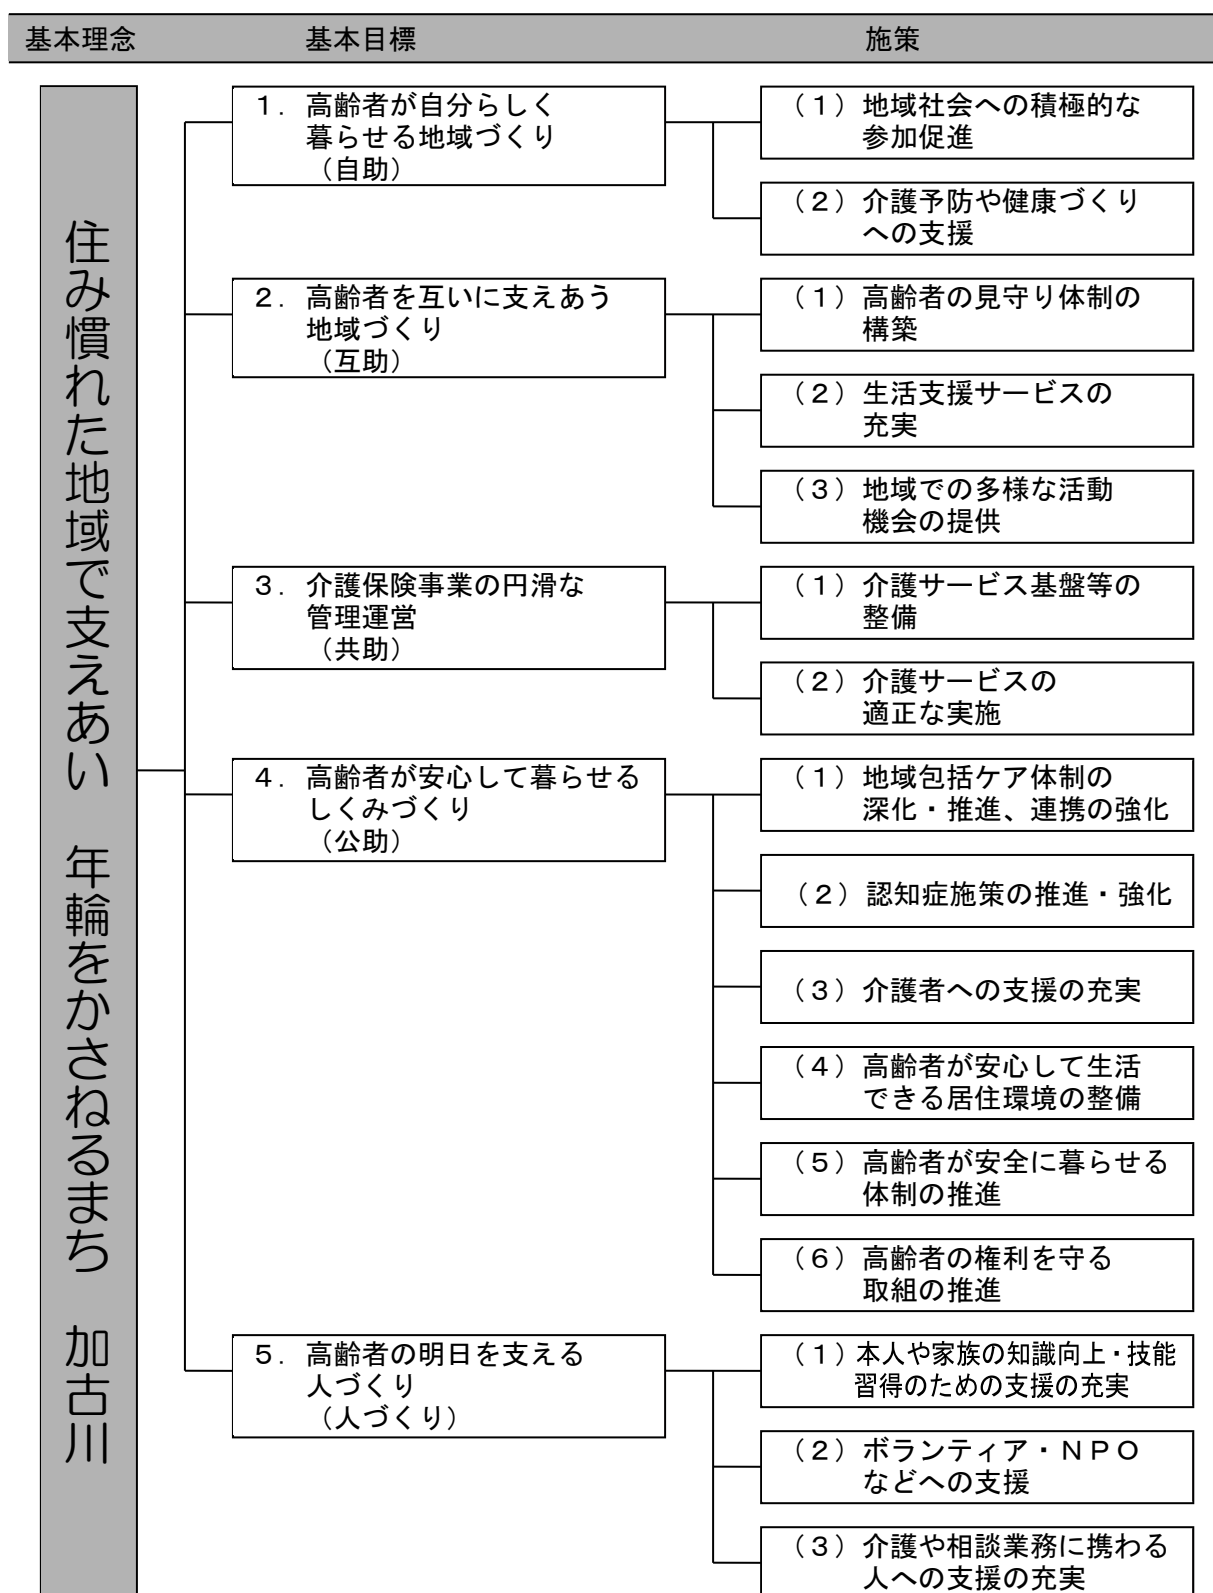 基本理念　基本目標　施策
住み慣れた地域で支えあい　年輪をかさねるまち　加古川
１．高齢者が自分らしく
暮らせる地域づくり
（自助）
（１）地域社会への積極的な
参加促進
（２）介護予防や健康づくり
への支援
２．高齢者を互いに支えあう
地域づくり
（互助）
（１）高齢者の見守り体制の
構築
（２）生活支援サービスの
充実
（３）地域での多様な活動
機会の提供
３．介護保険事業の円滑な
管理運営
（共助）
（１）介護サービス基盤等の
整備
（２）介護サービスの
適正な実施
４．高齢者が安心して暮らせる
しくみづくり
（公助）
（１）地域包括ケア体制の
深化・推進、連携の強化
（２）認知症施策の推進・強化
（３）介護者への支援の充実
（４）高齢者が安心して生活
できる居住環境の整備
（５）高齢者が安全に暮らせる
体制の推進
（６）高齢者の権利を守る
取組の推進
５．高齢者の明日を支える
人づくり
（人づくり）
（１）本人や家族の知識向上・技能
習得のための支援の充実
（２）ボランティア・ＮＰＯ
などへの支援
（３）介護や相談業務に携わる
人への支援の充実